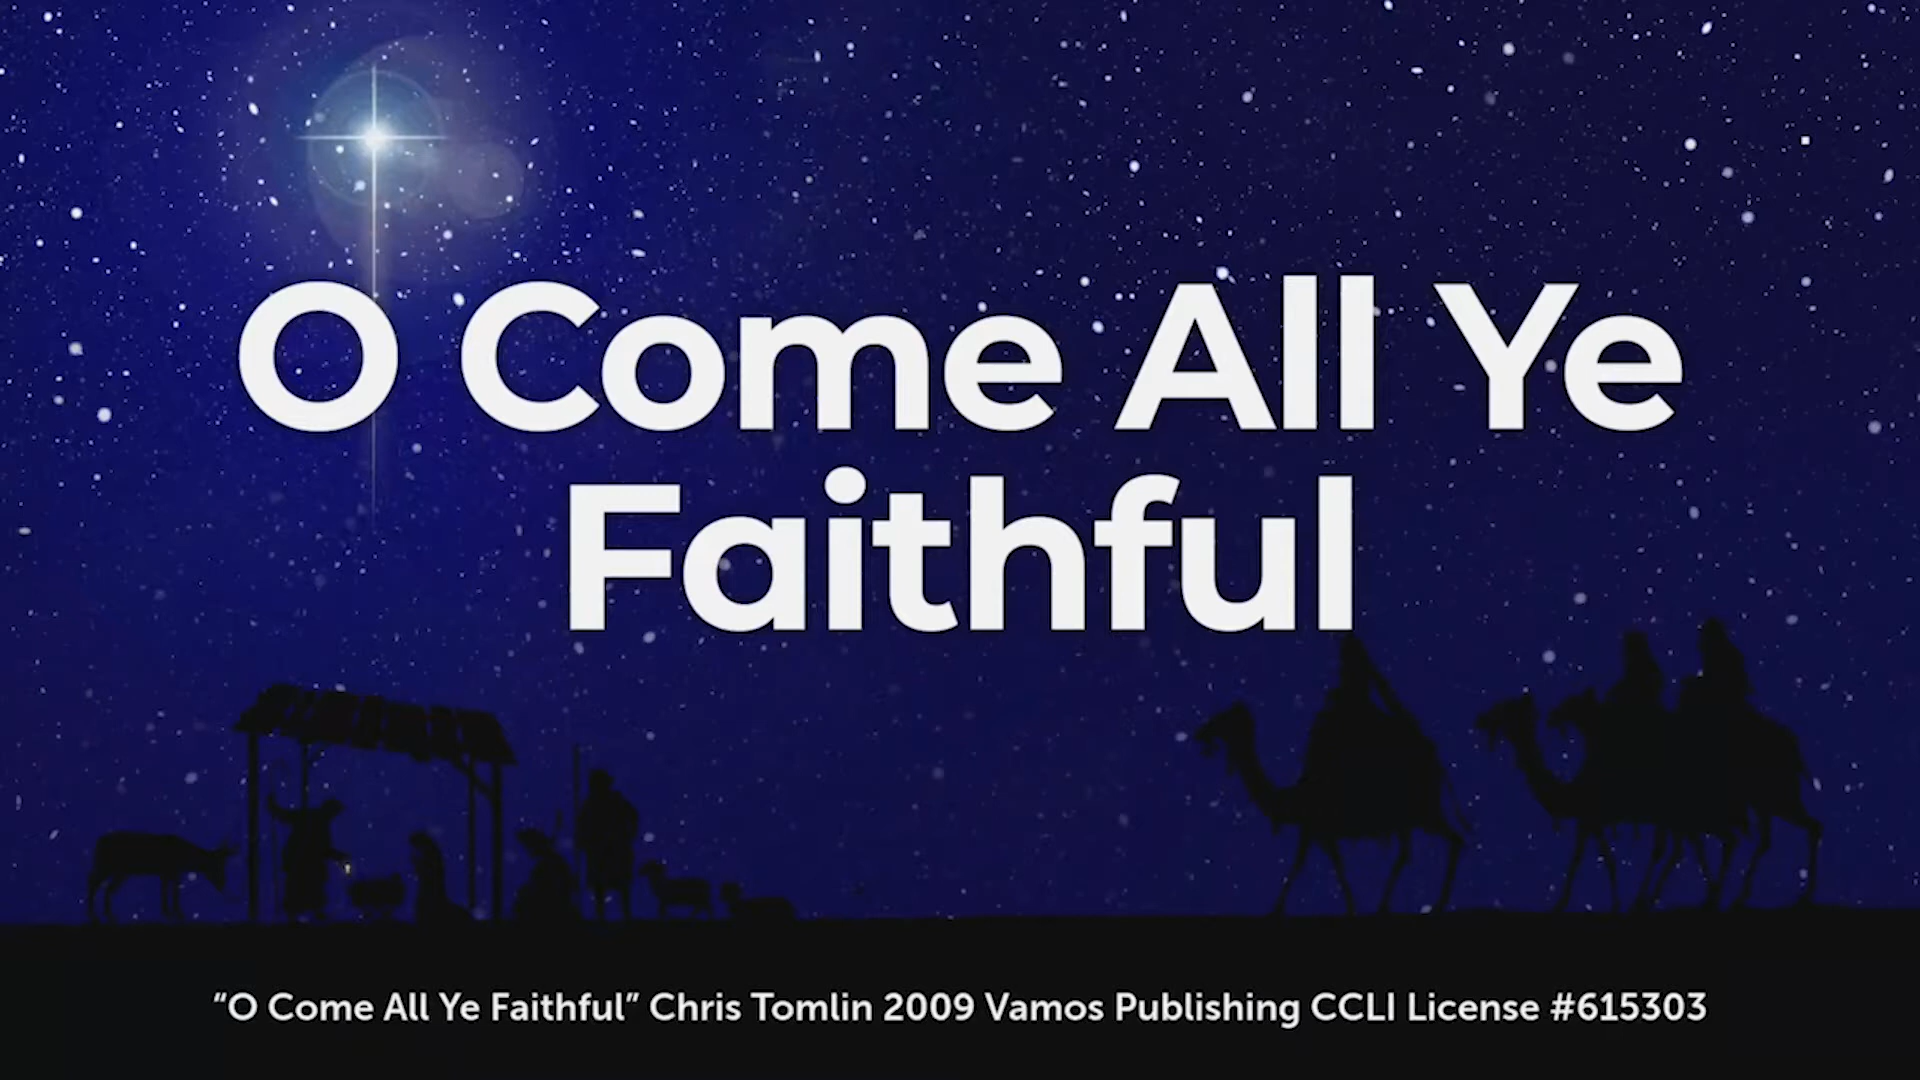 O Come All Ye
Faithful
“O Come All Ye Faithful” Chris Tomlin 2009 Vamos Publishing CCLI License #615303